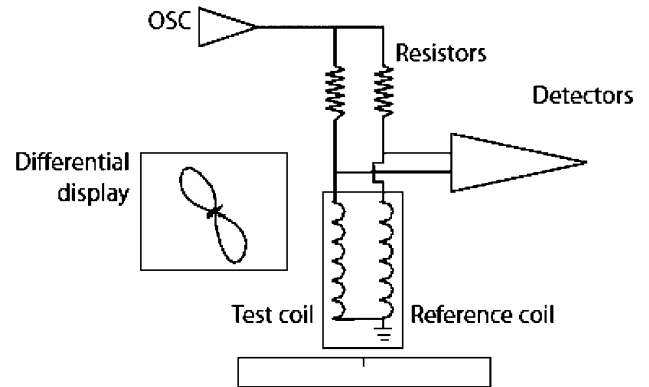 OSC
Resistors
Detectors
Differential
display
Test coil
Reference coil